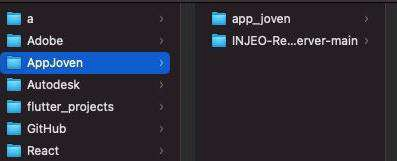 a
Adobe
AppJoven
Autodesk
flutter_projects
GitHub
React
app_joven
INJEO-Re...erver-main